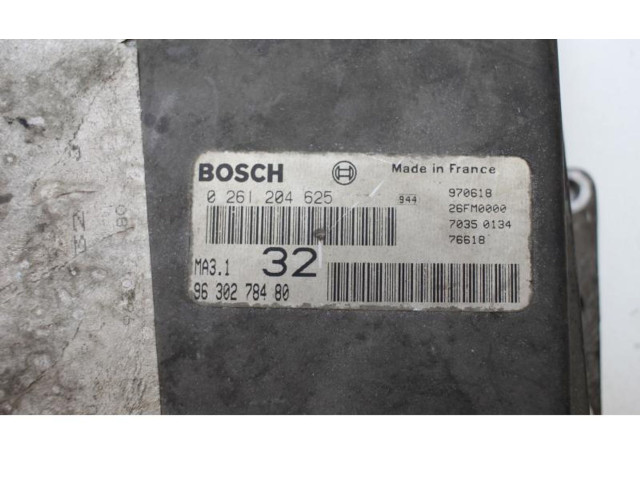 BOSCH
Made in France
0 261 204 625
944
970618
26FM0000
7035 0134
76618
MA3.1
32
96 302 784 80